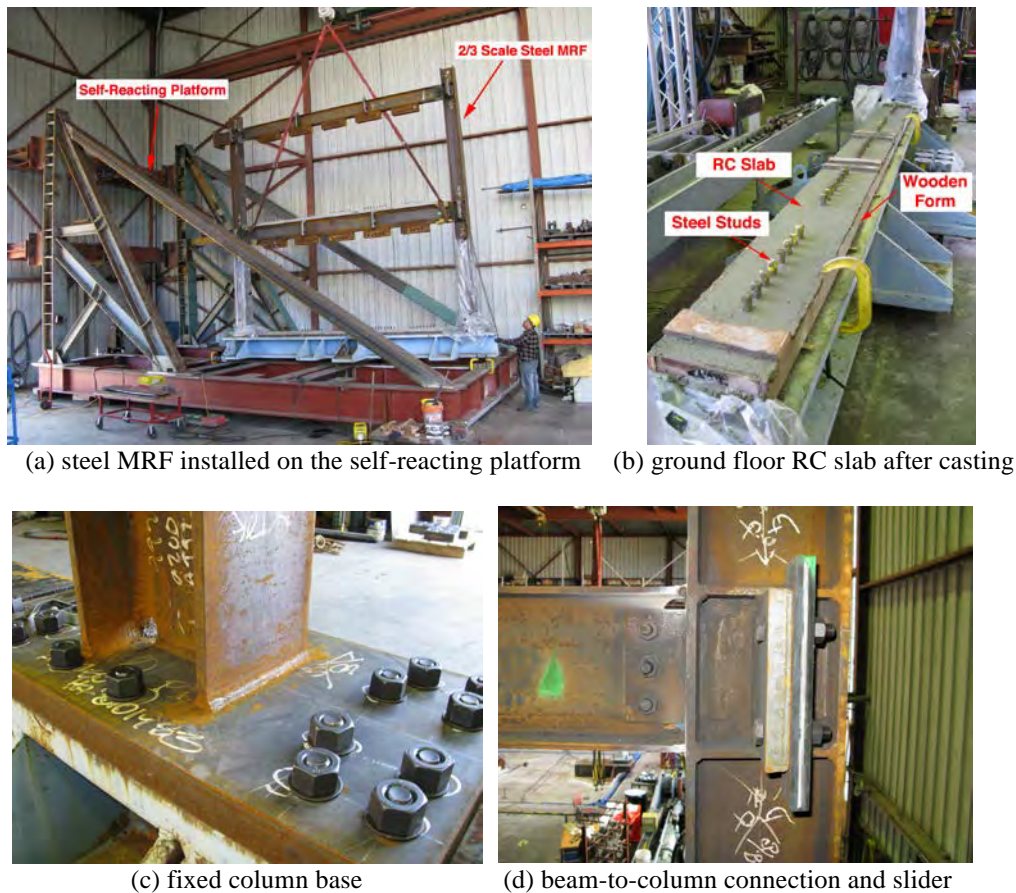 2/3 Scale Steel MRF
Self-Reacting Platform
RC Slab
Wooden
Form
Steel Studs
(a) steel MRF installed on the self-reacting platform
(b) ground floor RC slab after casting
(c) fixed column base
(d) beam-to-column connection and slider